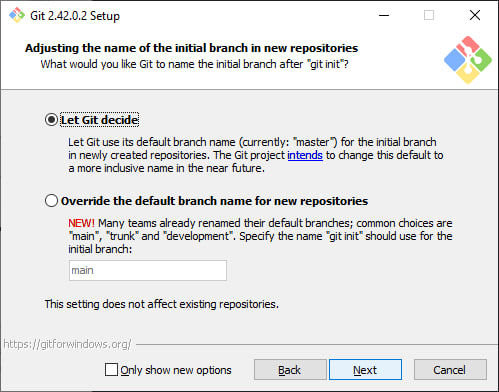 Git 2.42.0.2 Setup
Adjusting the name of the initial branch in new repositories
What would you like Git to name the initial branch after "git init"?
Let Git decide
Let Git use its default branch name (currently: "master") for the initial branch
in newly created repositories. The Git project intends to change this default to
a more inclusive name in the near future.
Override the default branch name for new repositories
NEW! Many teams already renamed their default branches; common choices are
"main", "trunk" and "development". Specify the name "git init" should use for the
initial branch:
main
This setting does not affect existing repositories.
https://gitforwindows.org/
Only show new options
Back
Next
Cancel